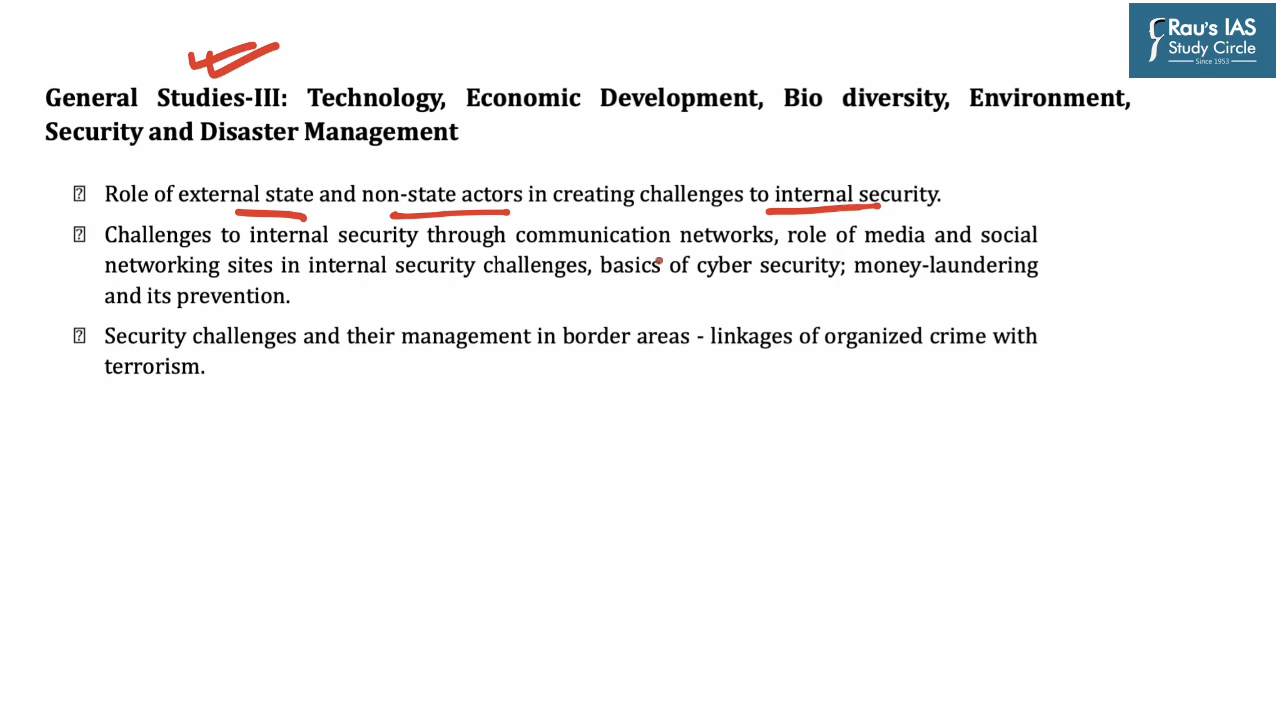 Rau's IAS
Study Circle
Since 1953
General Studies-III: Technology, Economic Development, Bio diversity, Environment,
Security and Disaster Management
Role of external state and non-state actors in creating challenges to internal security.
Challenges to internal security through communication networks, role of media and social
networking sites in internal security challenges, basics of cyber security; money-laundering
and its prevention.
Security challenges and their management in border areas - linkages of organized crime with
terrorism.